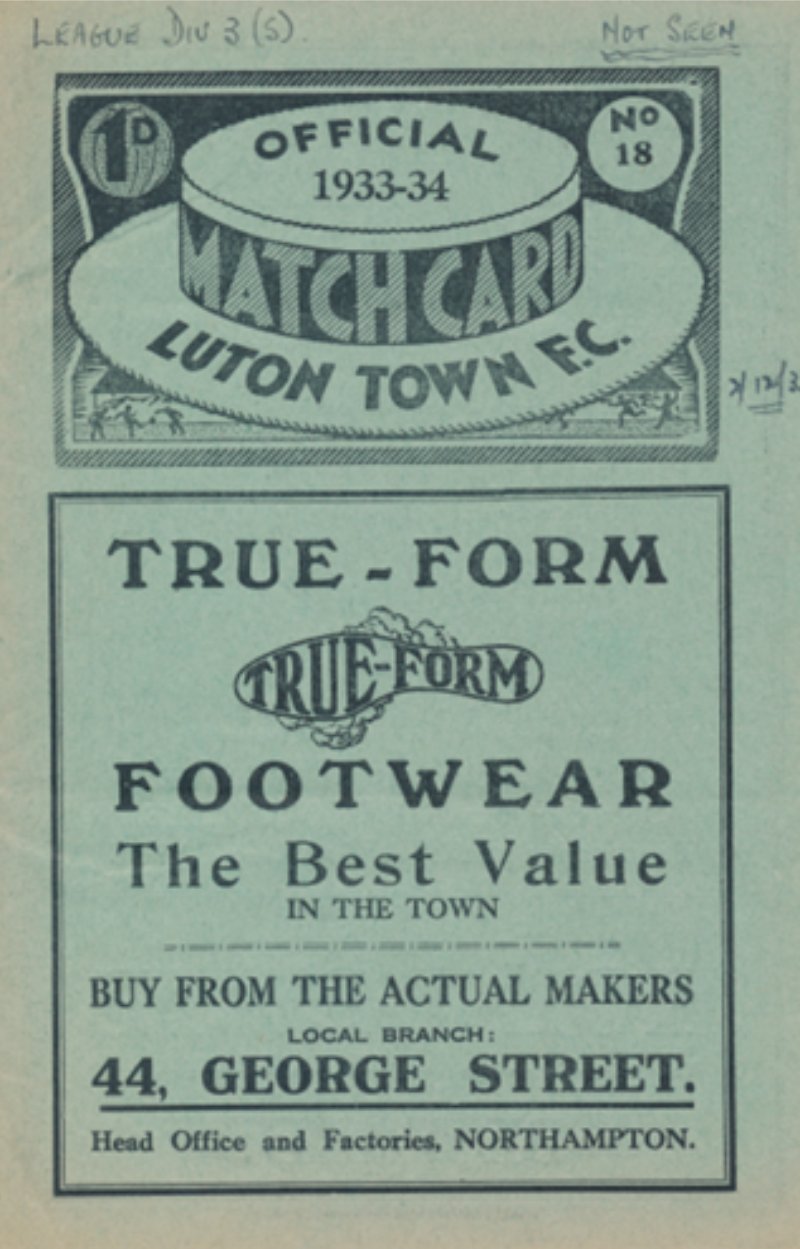 LEAGUE DIV 3 (S).
NOT SEEN
1D
OFFICIAL
No
18
1933-34
MATCH CARD
LUTON TOWN F.C.
TRUE-FORM
TRUE-FORM
FOOTWEAR
The Best Value
IN THE TOWN
BUY FROM THE ACTUAL MAKERS
LOCAL BRANCH:
44, GEORGE STREET.
Head Office and Factories, NORTHAMPTON.